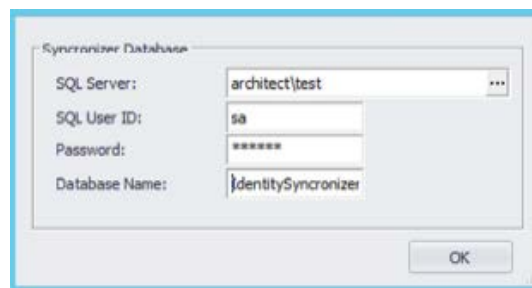 Syncronizer Database
SQL Server: architect\test ...
SQL User ID: sa
Password: ******
Database Name: IdentitySyncronizer
OK